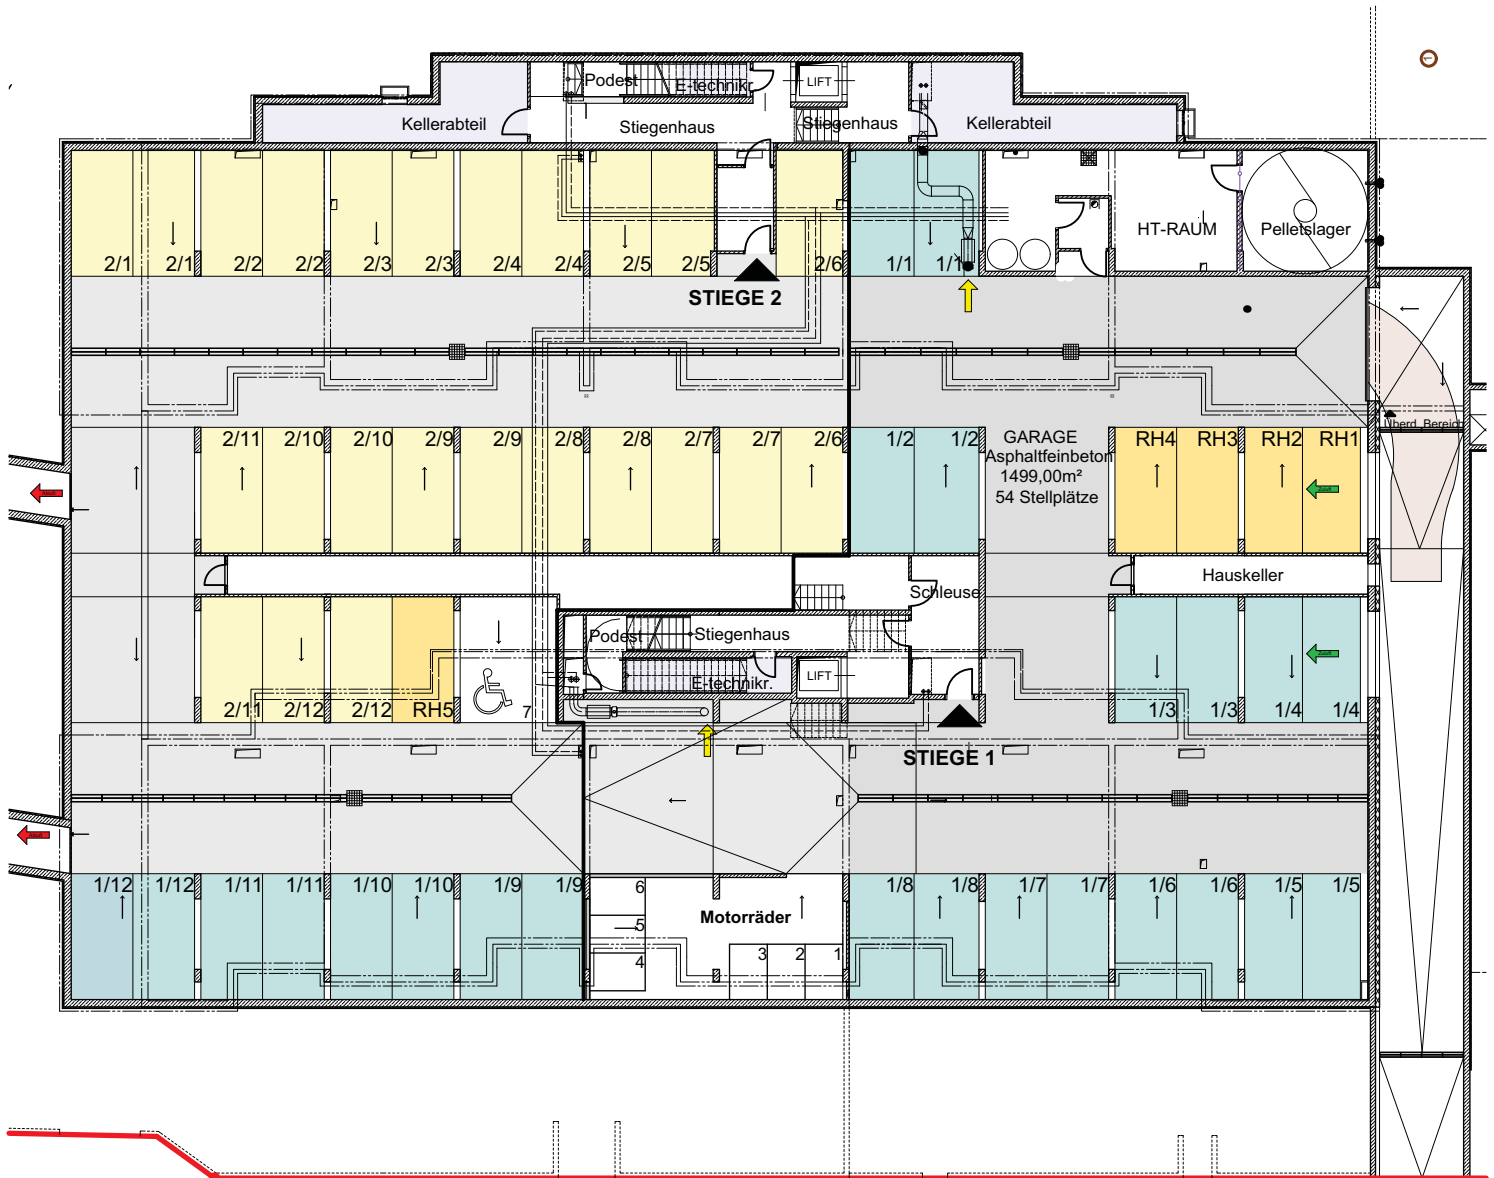 Podest
E-technikr.
LIFT
Kellerabteil
Stiegenhaus
Stiegenhaus
Kellerabteil
HT-RAUM
Pelletslager
2/1 2/1 2/2 2/2 2/3 2/3 2/4 2/4 2/5 2/5 2/6 1/1 1/1
STIEGE 2
Überd. Bereich
2/11 2/10 2/10 2/9 2/9 2/8 2/8 2/7 2/7 2/6 1/2 1/2
GARAGE
Asphaltfeinbeton
1499,00m²
54 Stellplätze
RH4 RH3 RH2 RH1
Hauskeller
Schleuse
Podest
Stiegenhaus
E-technikr.
LIFT
2/11 2/12 2/12 RH5 7
1/3 1/3 1/4 1/4
STIEGE 1
1/12 1/12 1/11 1/11 1/10 1/10 1/9 1/9
6
5
4
Motorräder
3 2 1
1/8 1/8 1/7 1/7 1/6 1/6 1/5 1/5